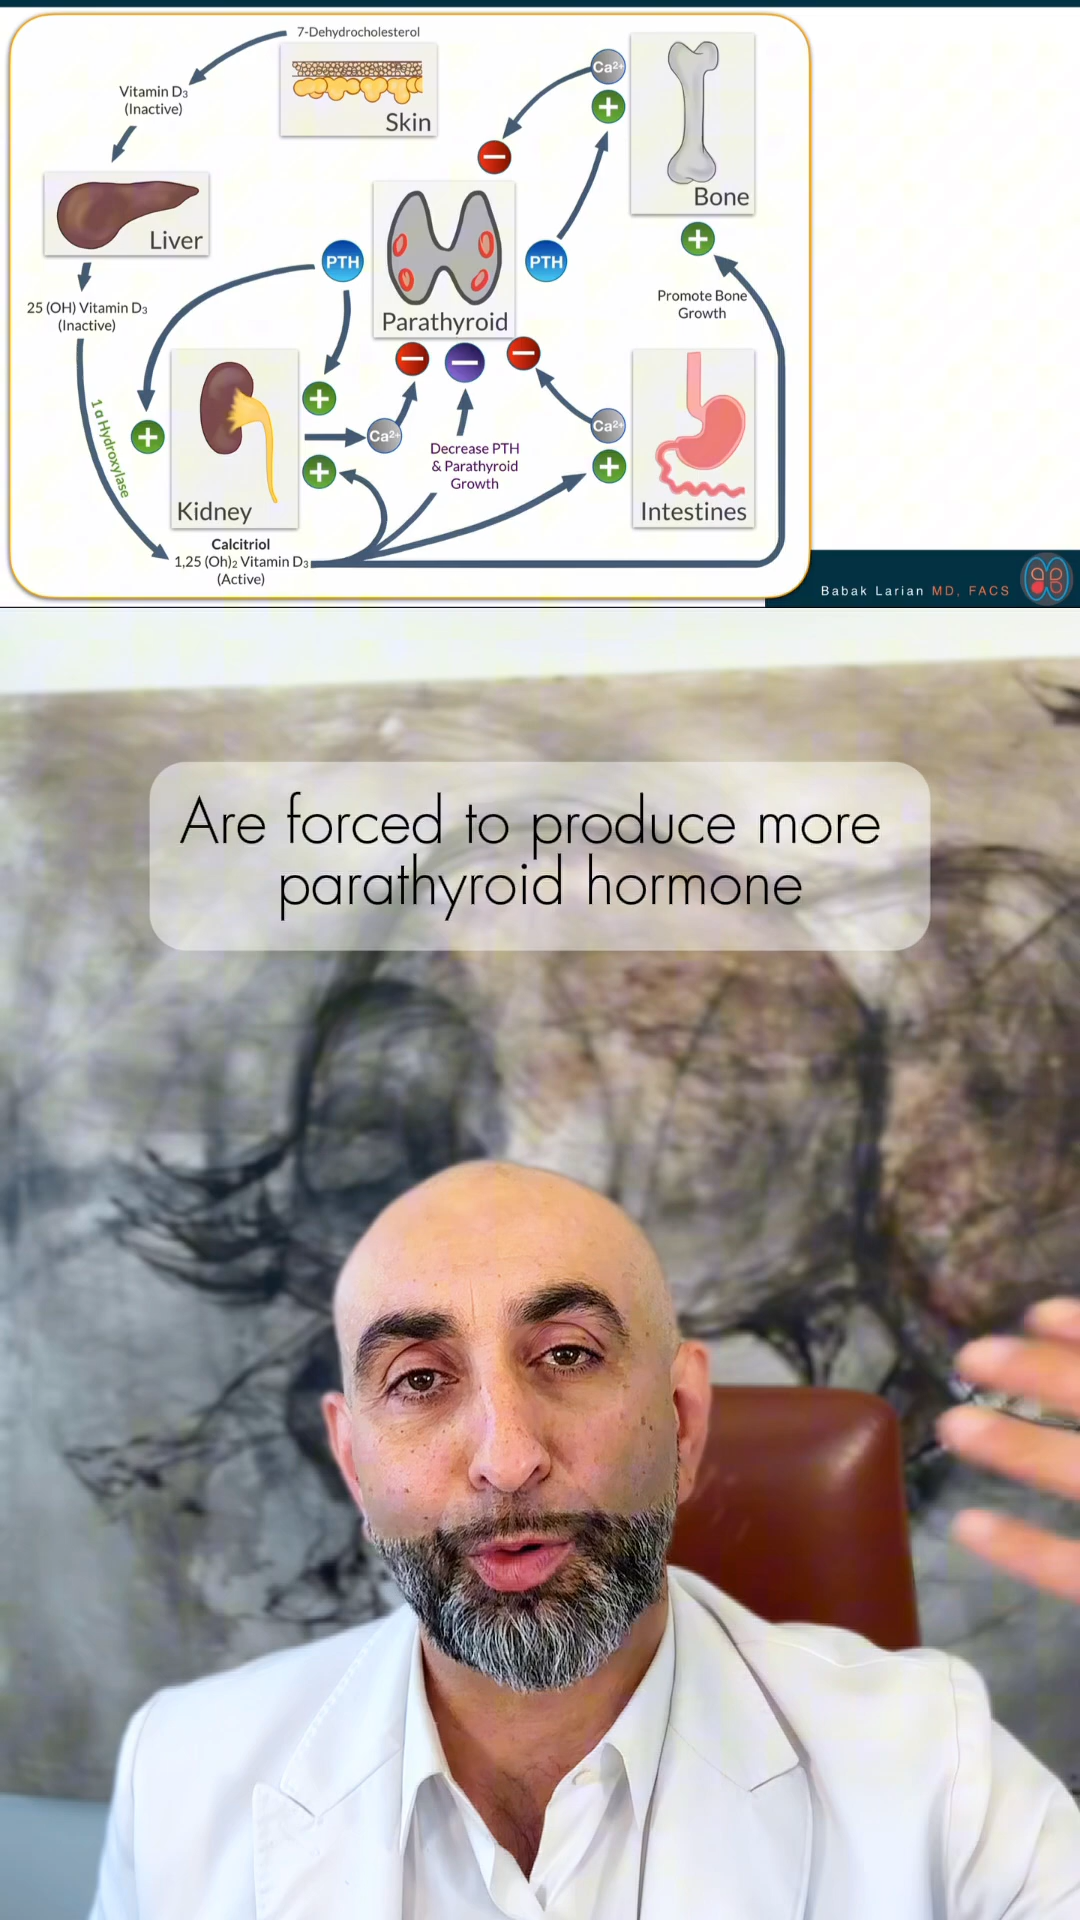 7-Dehydrocholesterol
Vitamin D₃
(Inactive)
Skin
Ca²⁺
Bone
Liver
PTH
PTH
25 (OH) Vitamin D₃
(Inactive)
Parathyroid
Promote Bone
Growth
1 α Hydroxylase
Ca²⁺
Ca²⁺
Decrease PTH
& Parathyroid
Growth
Kidney
Intestines
Calcitriol
1,25 (Oh)₂ Vitamin D₃
(Active)
Babak Larian MD, FACS
Are forced to produce more
parathyroid hormone